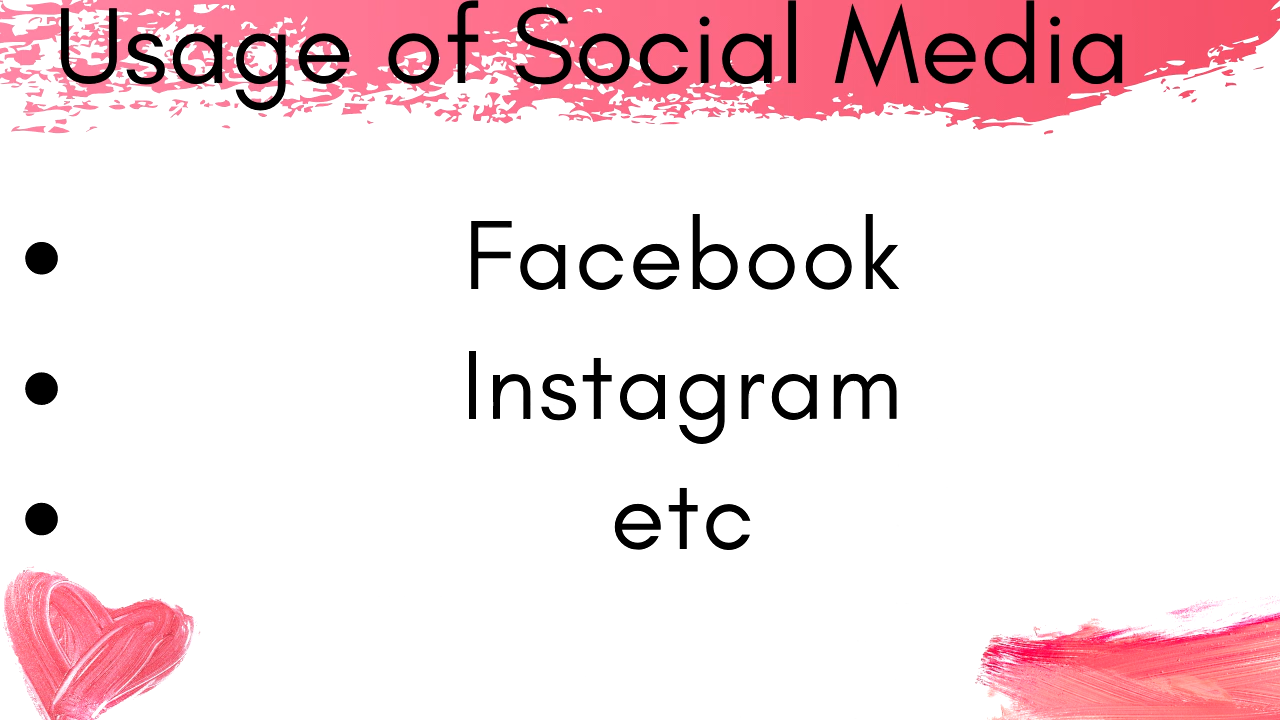 Usage of Social Media
• Facebook
• Instagram
• etc